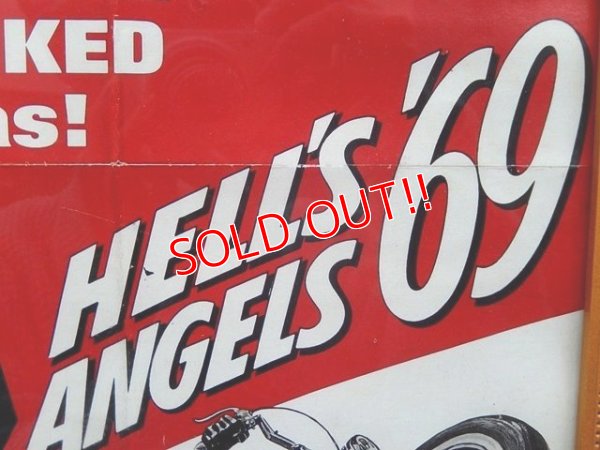 KED
as!
HELL'S
ANGELS '69
SOLD OUT!!